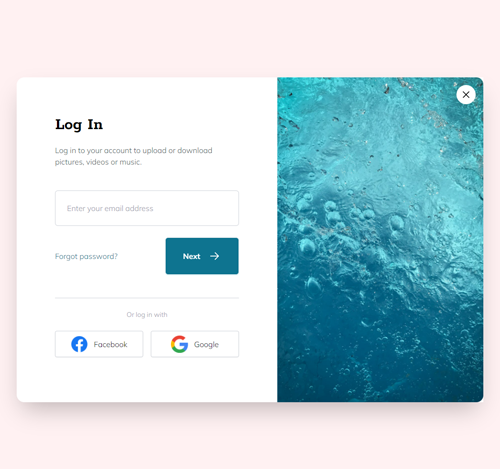 Log In
Log in to your account to upload or download
pictures, videos or music.
Enter your email address
Forgot password?
Next
Or log in with
Facebook
Google